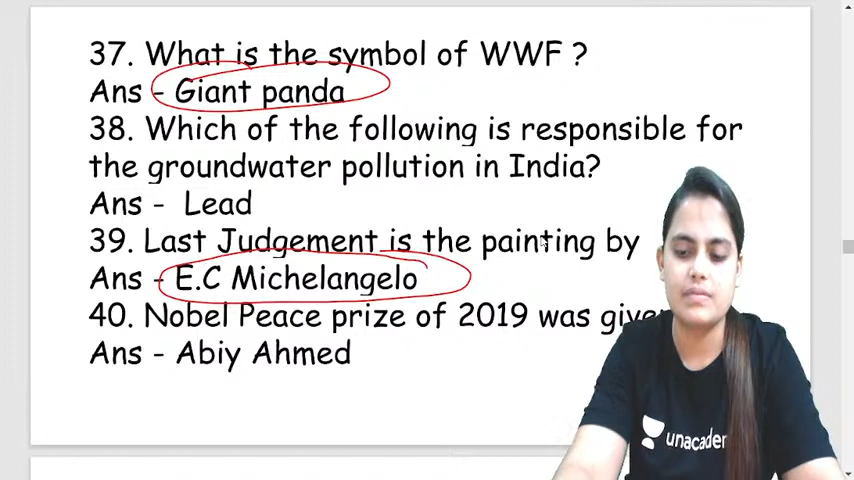 37. What is the symbol of WWF ?
Ans - Giant panda
38. Which of the following is responsible for
the groundwater pollution in India?
Ans - Lead
39. Last Judgement is the painting by
Ans - E.C Michelangelo
40. Nobel Peace prize of 2019 was
Ans - Abiy Ahmed